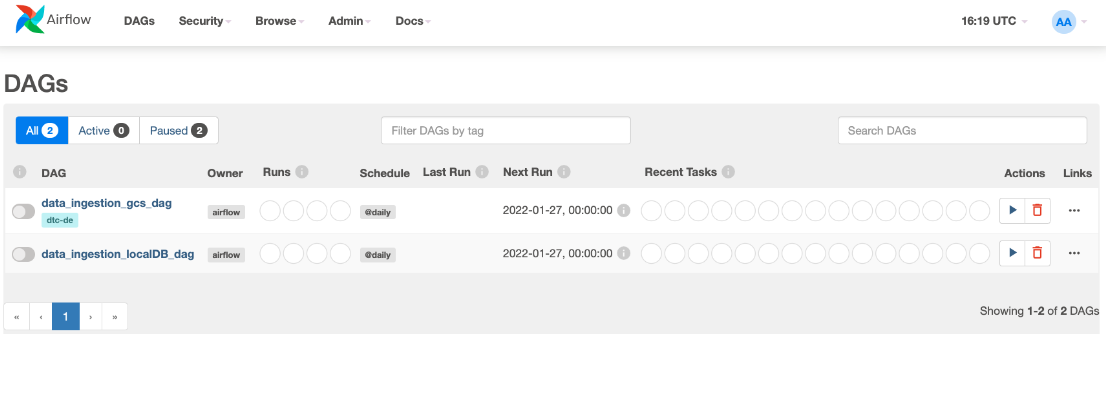 Airflow DAGs Security Browse Admin Docs 16:19 UTC AA
DAGs
All 2 Active 0 Paused 2 Filter DAGs by tag Search DAGs
i DAG Owner Runs i Schedule Last Run i Next Run i Recent Tasks i Actions Links
data_ingestion_gcs_dag airflow @daily 2022-01-27, 00:00:00 i ...
dtc-de
data_ingestion_localDB_dag airflow @daily 2022-01-27, 00:00:00 i ...
« ‹ 1 › » Showing 1-2 of 2 DAGs